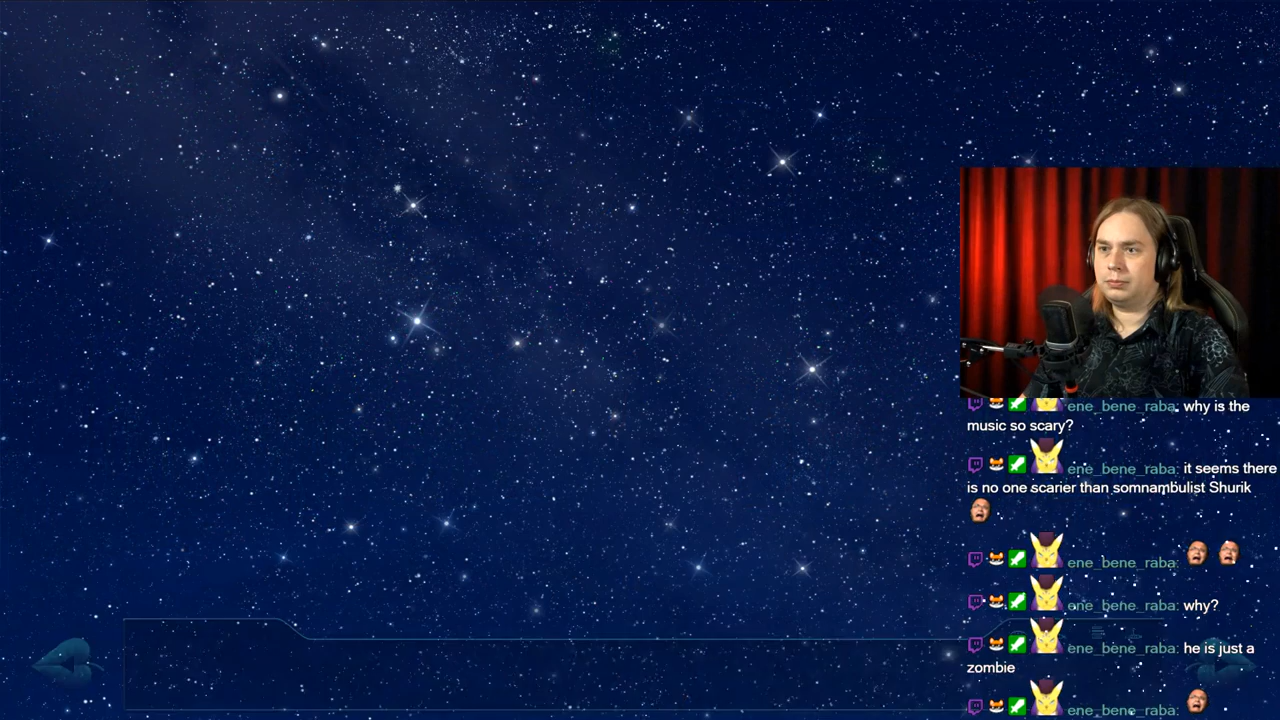 ene_bene_raba: why is the
music so scary?
ene_bene_raba: it seems there
is no one scarier than somnambulist Shurik
ene_bene_raba:
ene_bene_raba: why?
ene_bene_raba: he is just a
zombie
ene_bene_raba: